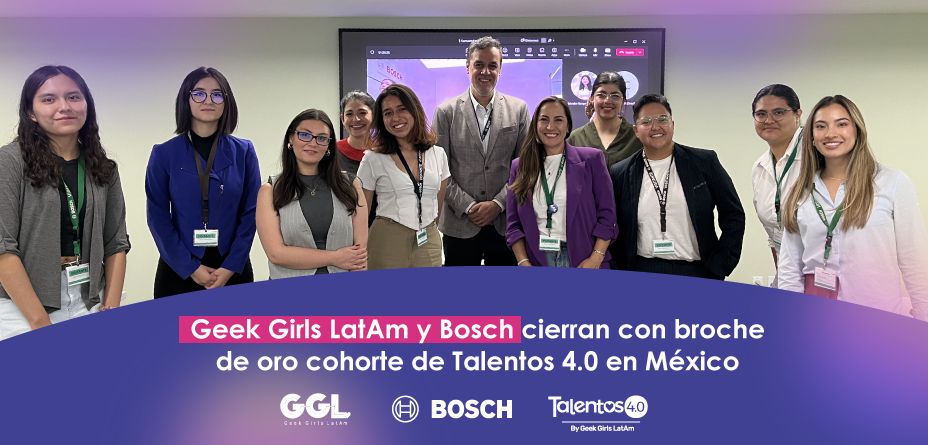 BOSCH
Geek Girls LatAm y Bosch cierran con broche
de oro cohorte de Talentos 4.0 en México
GGL
Geek Girls LatAm
BOSCH
Talentos 4.0
By Geek Girls LatAm